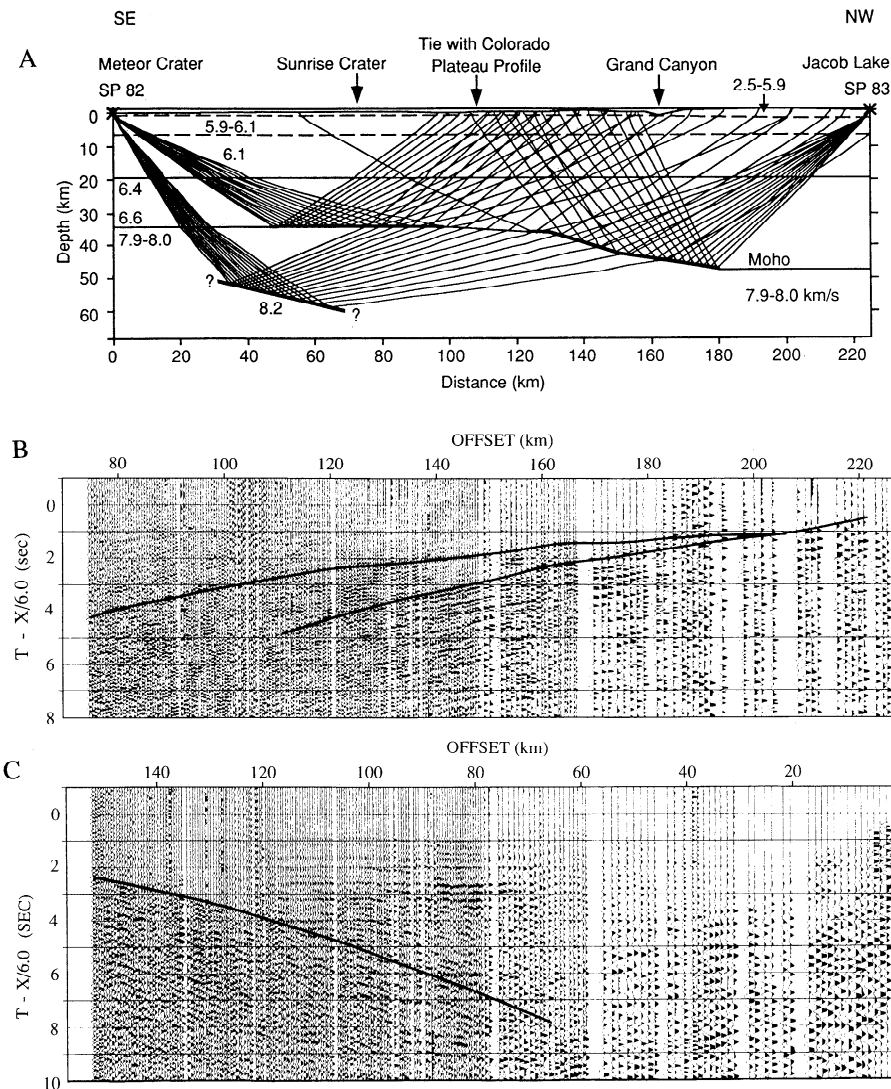 SE NW
A
Meteor Crater Sunrise Crater Tie with Colorado Plateau Profile Grand Canyon Jacob Lake
SP 82 2.5-5.9 SP 83
0
5.9-6.1
10
6.1
20
6.4
30
6.6
40
7.9-8.0
50
60
Depth (km)
Moho
? 8.2 ?
7.9-8.0 km/s
0 20 40 60 80 100 120 140 160 180 200 220
Distance (km)
B
OFFSET (km)
80 100 120 140 160 180 200 220
0
2
4
6
8
T - X/6.0 (sec)
C
OFFSET (km)
140 120 100 80 60 40 20
0
2
4
6
8
10
T - X/6.0 (SEC)